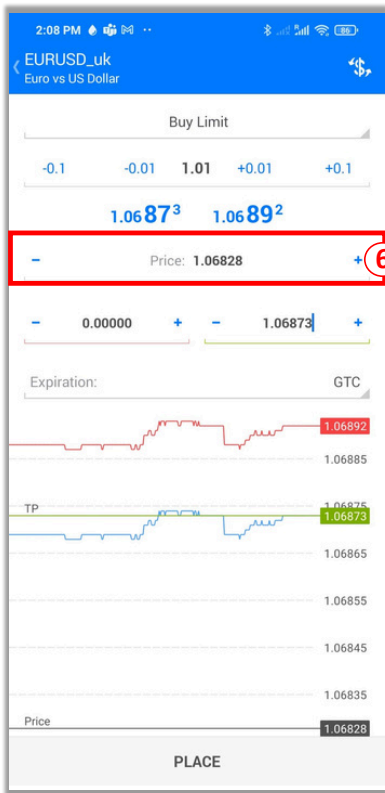 2:08 PM
86
EURUSD_uk
Euro vs US Dollar
Buy Limit
-0.1 -0.01 1.01 +0.01 +0.1
1.06873 1.06892
- Price: 1.06828 + 6
- 0.00000 + - 1.06873 +
Expiration: GTC
1.06892
1.06885
TP 1.06875
1.06873
1.06865
1.06855
1.06845
1.06835
Price
1.06828
PLACE